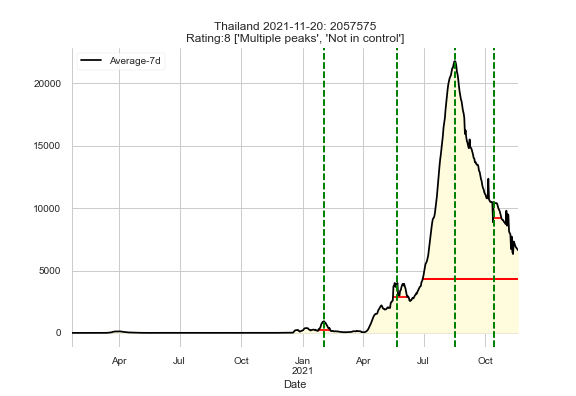 Thailand 2021-11-20: 2057575
Rating:8 ['Multiple peaks', 'Not in control']
Average-7d
20000
15000
10000
5000
0
Apr Jul Oct Jan Apr Jul Oct
2021
Date